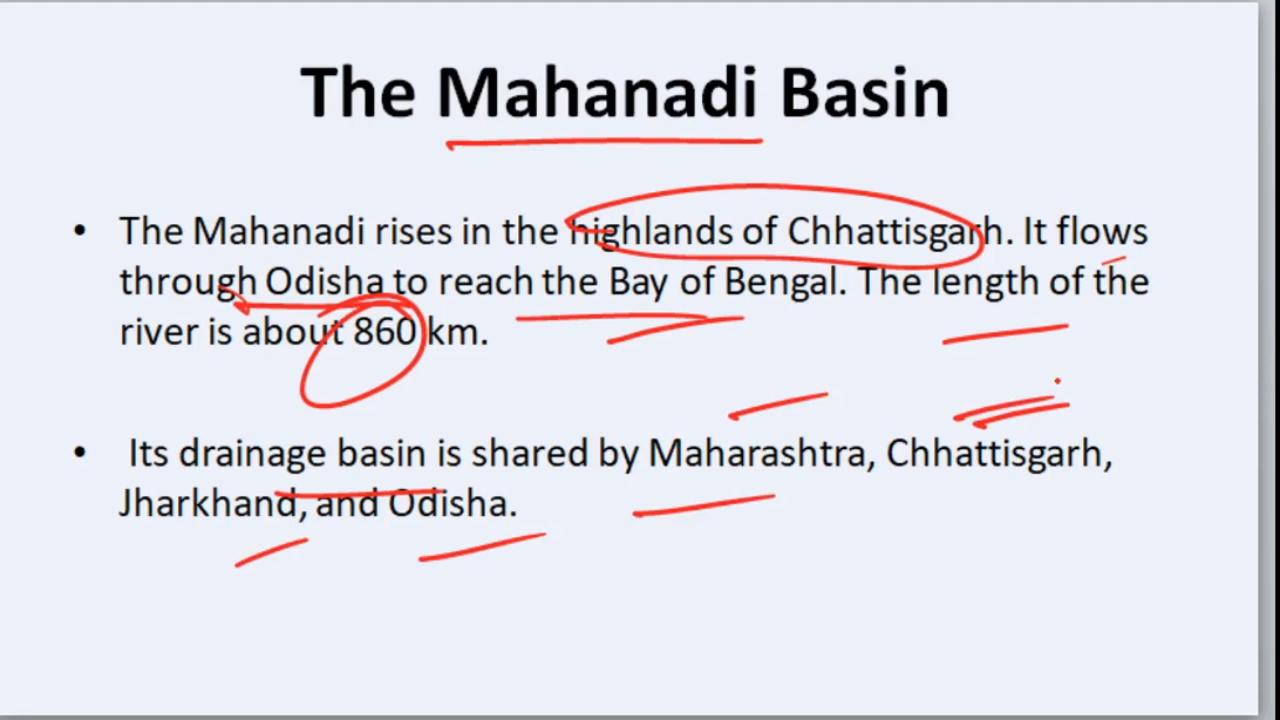 The Mahanadi Basin
• The Mahanadi rises in the highlands of Chhattisgarh. It flows
through Odisha to reach the Bay of Bengal. The length of the
river is about 860 km.
• Its drainage basin is shared by Maharashtra, Chhattisgarh,
Jharkhand, and Odisha.